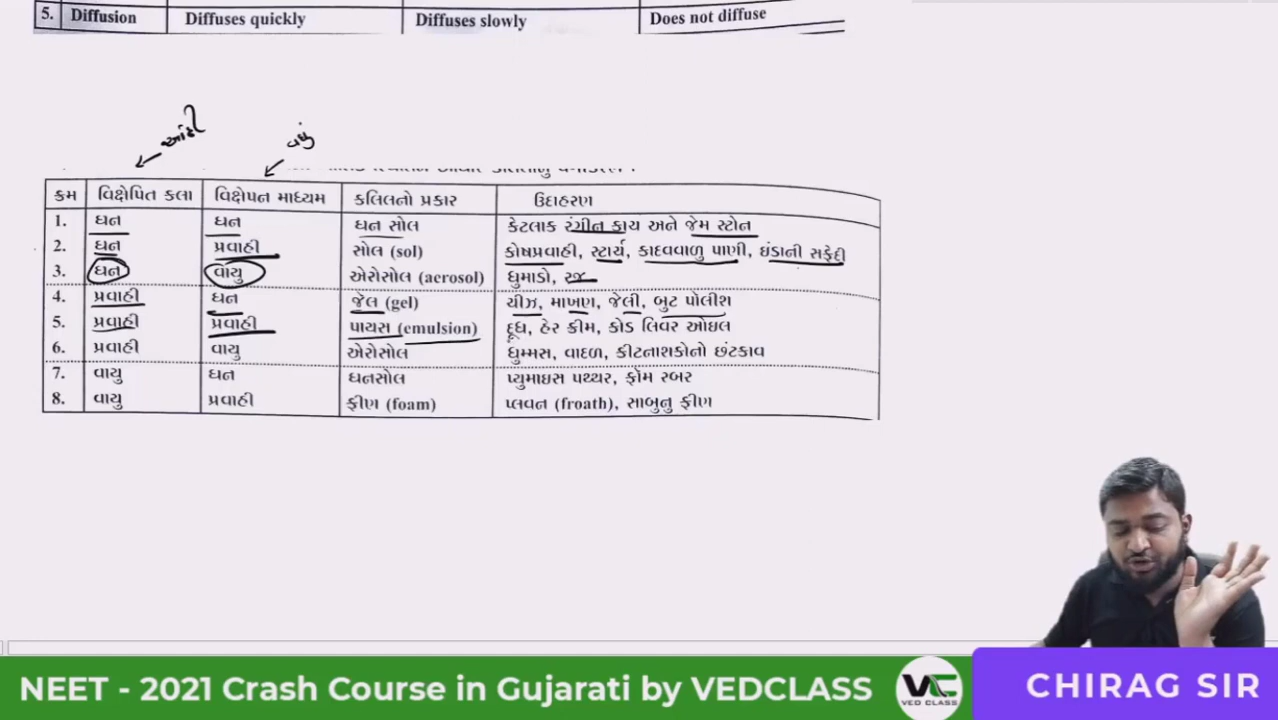 5. Diffusion Diffuses quickly Diffuses slowly Does not diffuse
વધુ
ક્રમ વિક્ષેપિત કલા વિક્ષેપન માધ્યમ કલિલનો પ્રકાર ઉદાહરણ
1. ઘન ઘન ઘન સોલ કેટલાક રંગીન કાચ અને જેમ સ્ટોન
2. ઘન પ્રવાહી સોલ (sol) કોષપ્રવાહી, સ્ટાર્ચ, કાદવવાળુ પાણી, ઇંડાની સફેદી
3. ઘન વાયુ એરોસોલ (aerosol) ધુમાડો, રજ
4. પ્રવાહી ઘન જેલ (gel) ચીઝ, માખણ, જેલી, બુટ પોલીશ
5. પ્રવાહી પ્રવાહી પાયસ (emulsion) દૂધ, હેર ક્રીમ, કોડ લિવર ઓઇલ
6. પ્રવાહી વાયુ એરોસોલ ધુમ્મસ, વાદળ, કીટનાશકોનો છંટકાવ
7. વાયુ ઘન ઘનસોલ પ્યુમાઇસ પથ્થર, ફોમ રબર
8. વાયુ પ્રવાહી ફીણ (foam) પ્લવન (froath), સાબુનુ ફીણ
NEET - 2021 Crash Course in Gujarati by VEDCLASS
VED CLASS
CHIRAG SIR